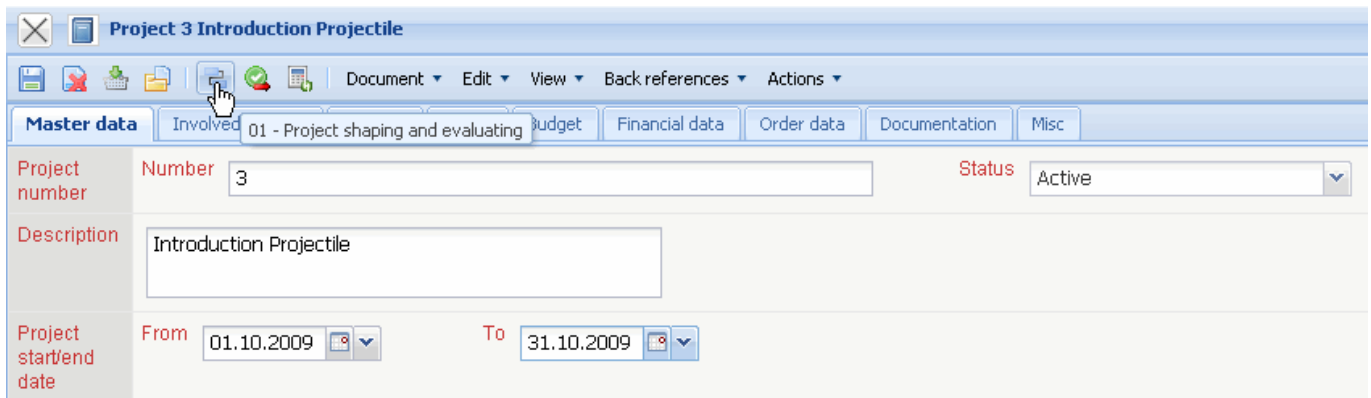 Project 3 Introduction Projectile
Document Edit View Back references Actions
Master data Involved Budget Financial data Order data Documentation Misc
01 - Project shaping and evaluating
Project number Number 3 Status Active
Description Introduction Projectile
Project start/end date From 01.10.2009 To 31.10.2009